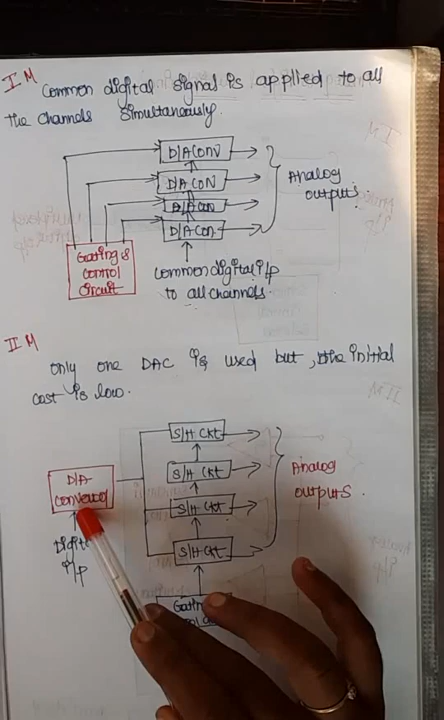 I M Common digital signal is applied to all
the channels simultaneously.
D/A CONV
D/A CON
D/A CON
D/A CON
Analog
outputs.
Gating &
control
circuit
Common digital i/p
to all channels.
II M
only one DAC is used but, the initial
cost is low.
S/H Ckt
S/H Ckt
S/H Ckt
S/H Ckt
D/A
Converter
Analog
outputs.
i/p